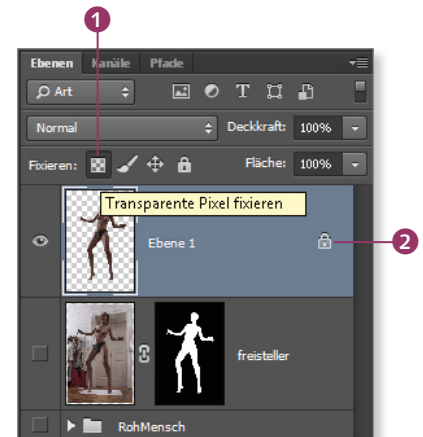 1
Ebenen Kanäle Pfade
Art T
Normal Deckkraft: 100%
Fixieren: Fläche: 100%
Transparente Pixel fixieren
Ebene 1 2
freisteller
RohMensch